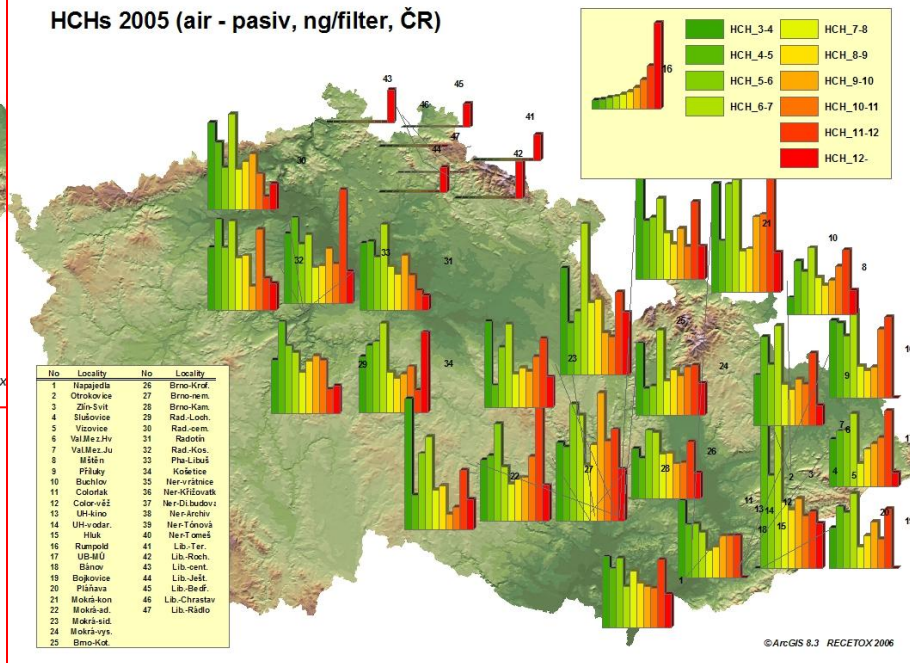 HCHs 2005 (air - pasiv, ng/filter, ČR)
16
HCH_3-4
HCH_4-5
HCH_5-6
HCH_6-7
HCH_7-8
HCH_8-9
HCH_9-10
HCH_10-11
HCH_11-12
HCH_12-
43
45
46
41
47
44
42
30
21
10
8
32
33
31
25
29
34
23
24
9
7
6
22
27
28
26
4
5
2
3
11
12
13
14
15
18
1
No Locality No Locality
1 Napajedla 26 Brno-Krof.
2 Otrokovice 27 Brno-nem.
3 Zlín-Svit 28 Brno-Kam.
4 Slušovice 29 Rad.-Loch.
5 Vizovice 30 Rad.-cem.
6 Val.Mez.Hv 31 Radotín
7 Val.Mez.Ju 32 Rad.-Kos.
8 Mštěn 33 Pha-Libuš
9 Příluky 34 Košetice
10 Buchlov 35 Ner-vrátnice
11 Colorlak 36 Ner-Křižovatk
12 Color-věž 37 Ner-Di.budova
13 UH-kino 38 Ner-Archiv
14 UH-vodar. 39 Ner-Tónová
15 Hluk 40 Ner-Tomeš
16 Rumpold 41 Lib.-Ter.
17 UB-MÚ 42 Lib.-Roch.
18 Bánov 43 Lib.-cent.
19 Bojkovice 44 Lib.-Ješt.
20 Pláňava 45 Lib.-Bedř.
21 Mokrá-kon 46 Lib.-Chrastav
22 Mokrá-ad. 47 Lib.-Rádlo
23 Mokrá-sid.
24 Mokrá-vys.
25 Brno-Kot.
©ArcGIS 8.3 RECETOX 2006